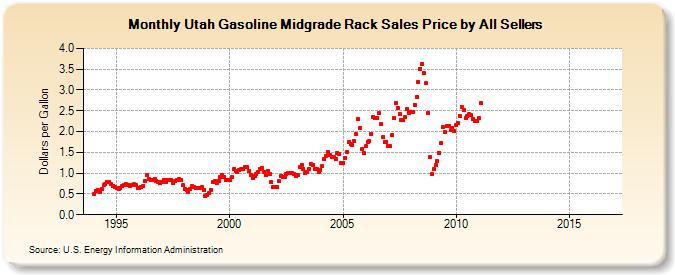 Monthly Utah Gasoline Midgrade Rack Sales Price by All Sellers
Dollars per Gallon
4.0
3.5
3.0
2.5
2.0
1.5
1.0
0.5
0.0
1995 2000 2005 2010 2015
Source: U.S. Energy Information Administration